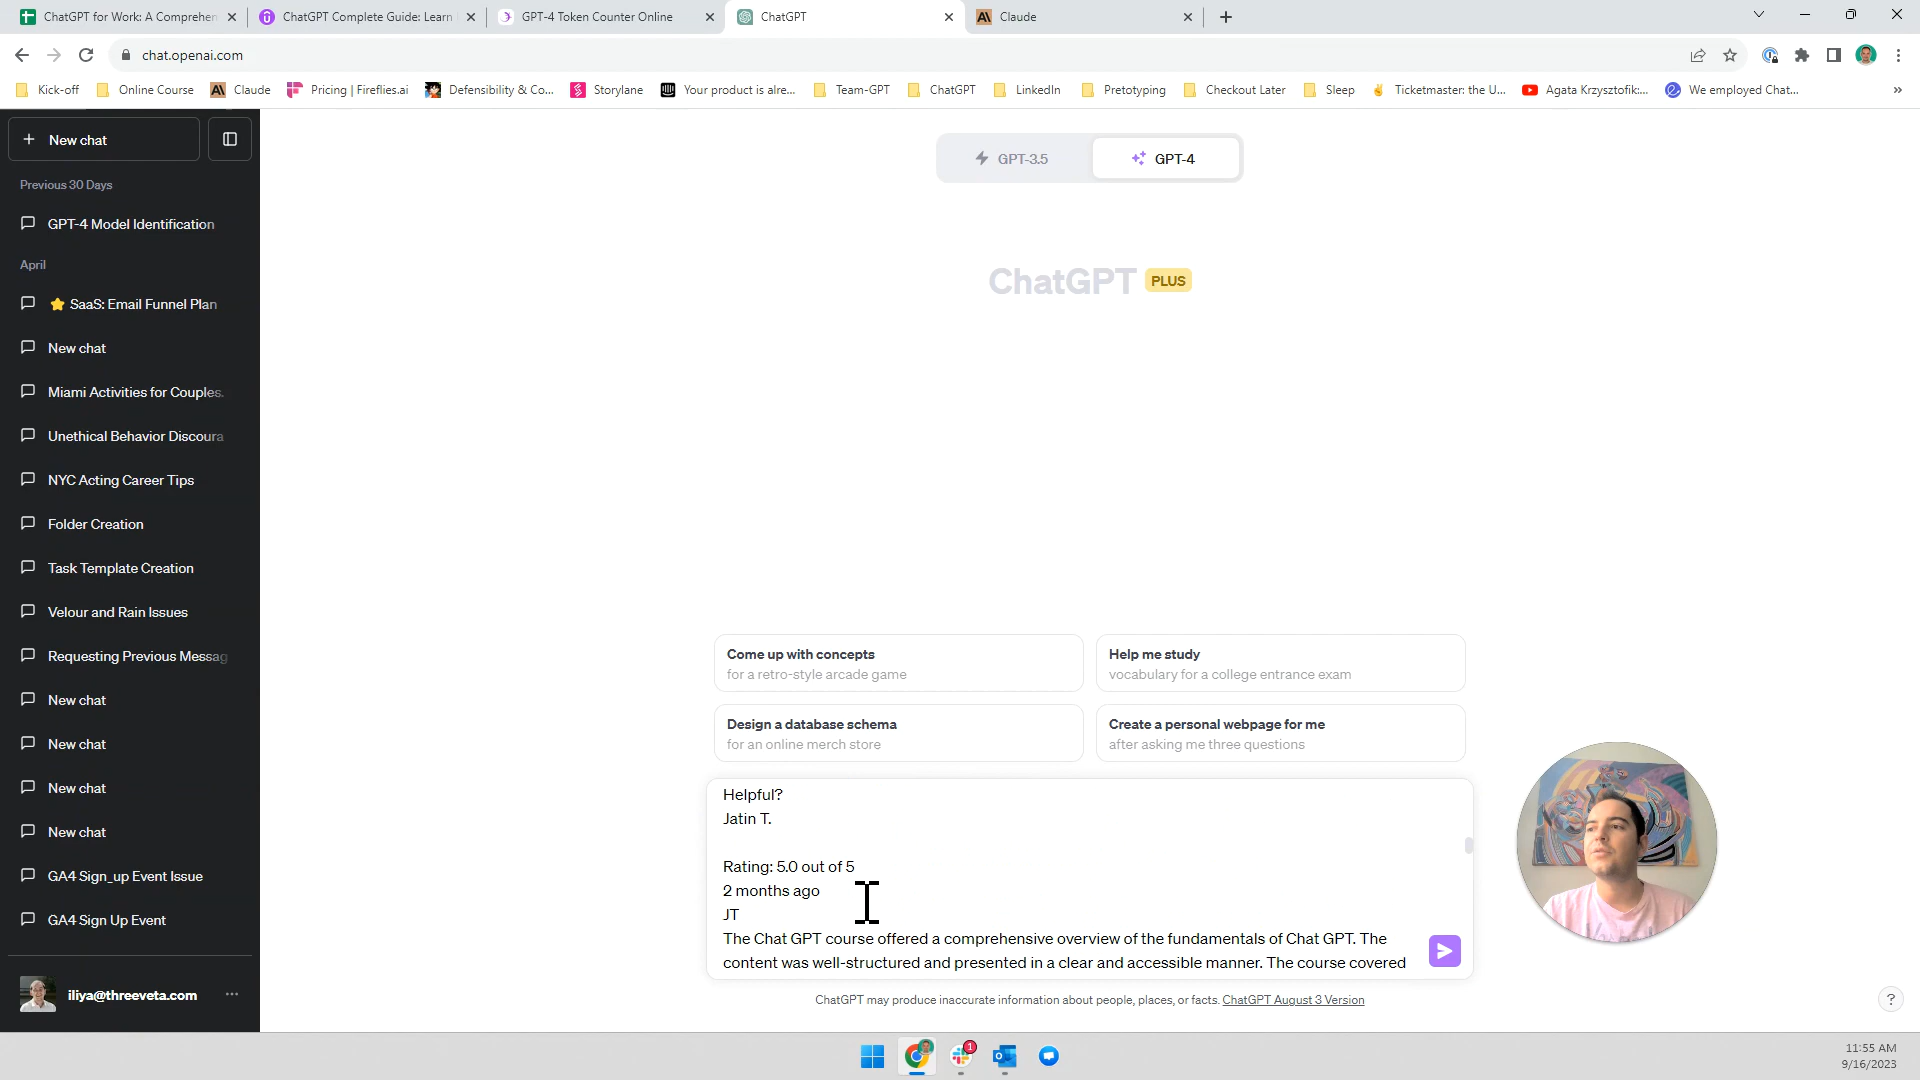 ChatGPT for Work: A Comprehen
ChatGPT Complete Guide: Learn
GPT-4 Token Counter Online
ChatGPT
Claude
chat.openai.com
Kick-off
Online Course
Claude
Pricing | Fireflies.ai
Defensibility & Co...
Storylane
Your product is alre...
Team-GPT
ChatGPT
LinkedIn
Pretotyping
Checkout Later
Sleep
Ticketmaster: the U...
Agata Krzysztofik:...
We employed Chat...
»
New chat
Previous 30 Days
GPT-4 Model Identification
April
⭐ SaaS: Email Funnel Plan
New chat
Miami Activities for Couples.
Unethical Behavior Discoura
NYC Acting Career Tips
Folder Creation
Task Template Creation
Velour and Rain Issues
Requesting Previous Messag
New chat
New chat
New chat
New chat
GA4 Sign_up Event Issue
GA4 Sign Up Event
iliya@threeveta.com
GPT-3.5
GPT-4
ChatGPT PLUS
Come up with concepts
for a retro-style arcade game
Help me study
vocabulary for a college entrance exam
Design a database schema
for an online merch store
Create a personal webpage for me
after asking me three questions
Helpful?
Jatin T.
Rating: 5.0 out of 5
2 months ago
JT
The Chat GPT course offered a comprehensive overview of the fundamentals of Chat GPT. The
content was well-structured and presented in a clear and accessible manner. The course covered
ChatGPT may produce inaccurate information about people, places, or facts. ChatGPT August 3 Version
?
1
11:55 AM
9/16/2023